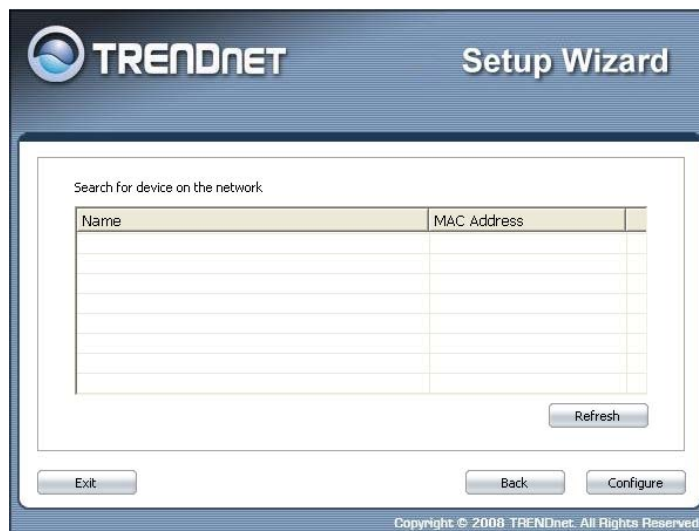 TRENDNET Setup Wizard
Search for device on the network
Name MAC Address
Refresh
Exit Back Configure
Copyright © 2008 TRENDnet. All Rights Reserved